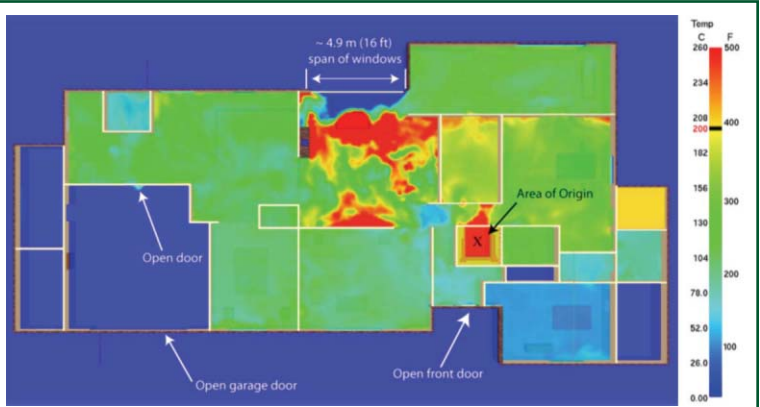 ~ 4.9 m (16 ft)
span of windows
Temp
C F
260 500
234
208
400
200
182
156
300
130
104
200
78.0
52.0
100
26.0
0.00
Area of Origin
X
Open door
Open garage door
Open front door